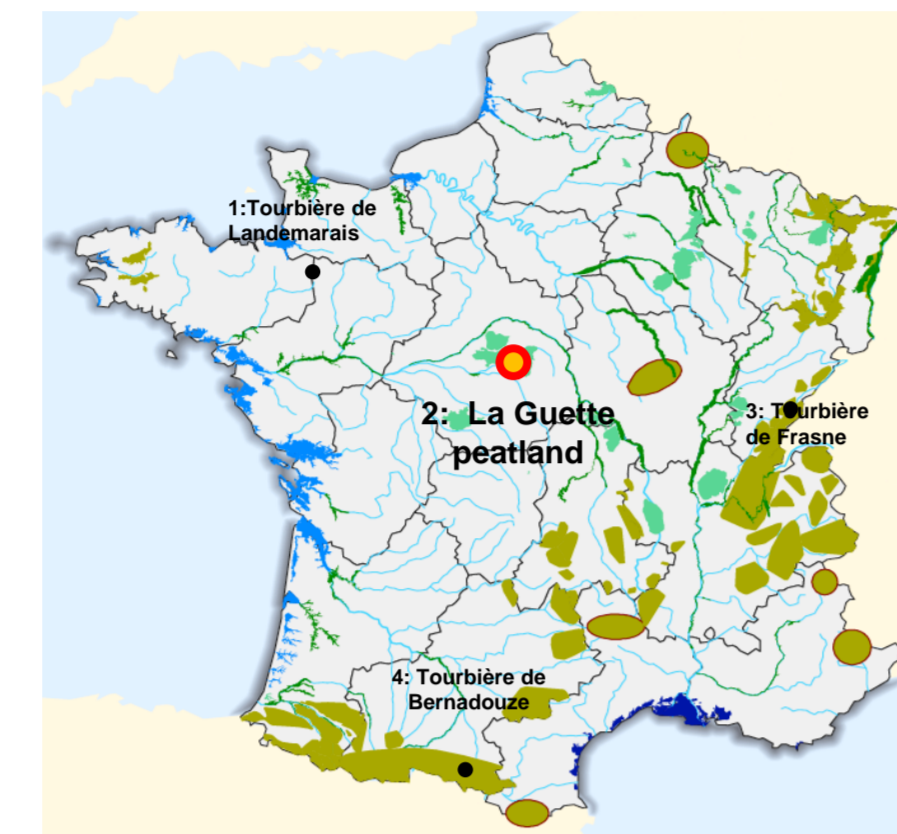 1:Tourbière de
Landemarais
2:  La Guette
peatland
3: Tourbière
de Frasne
4: Tourbière de
Bernadouze